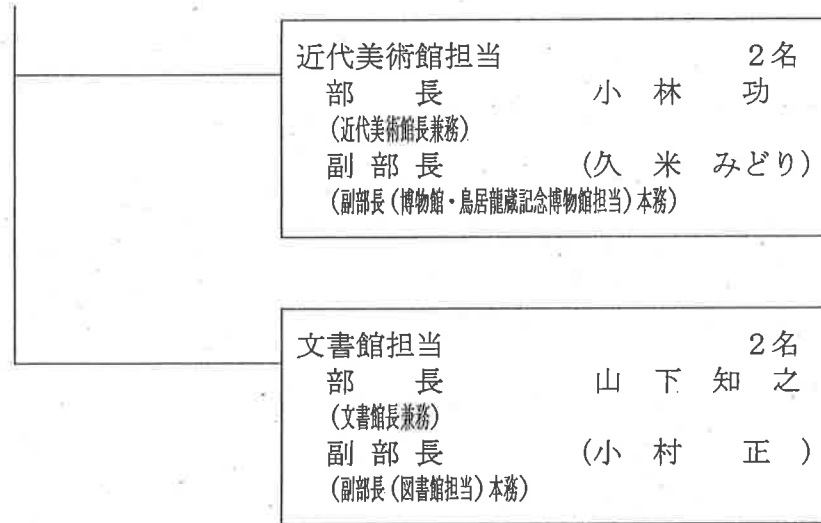 近代美術館担当 2名
部長 小林 功
(近代美術館長兼務)
副部長 (久米 みどり)
(副部長(博物館・鳥居龍蔵記念博物館担当)本務)
文書館担当 2名
部長 山下知之
(文書館長兼務)
副部長 (小村 正)
(副部長(図書館担当)本務)